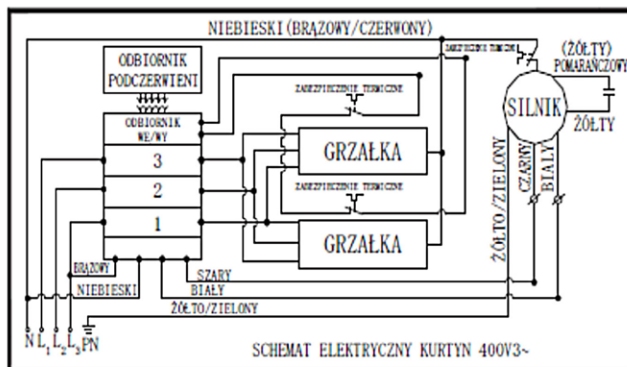 NIEBIESKI(BRĄZOWY/CZERWONY)
ZABEZPIECZENIE TERMICZNE
(ŻÓŁTY)
POMARAŃCZOWY
ODBIORNIK
PODCZERWIENI
SILNIK
ŻÓŁTY
ZABEZPIECZENIE TERMICZNE
ODBIORNIK
WE/WY
GRZAŁKA
3
2
1
ZABEZPIECZENIE TERMICZNE
GRZAŁKA
ŻÓŁTO/ZIELONY
CZARNY
BIAŁY
BRĄZOWY
SZARY
NIEBIESKI
BIAŁY
ŻÓŁTO/ZIELONY
N L1 L2 L3 PN
SCHEMAT ELEKTRYCZNY KURTYN 400V3~